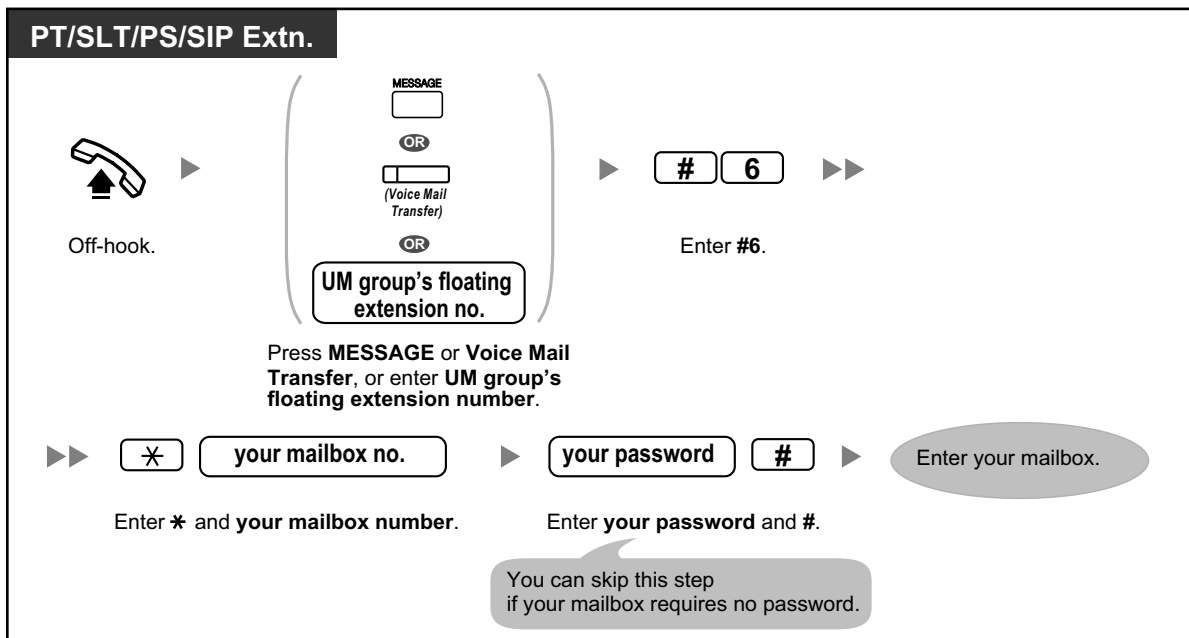 PT/SLT/PS/SIP Extn.
MESSAGE
OR
(Voice Mail
Transfer)
OR
UM group's floating
extension no.
# 6
Off-hook.
Press MESSAGE or Voice Mail
Transfer, or enter UM group's
floating extension number.
Enter #6.
* your mailbox no.
Enter * and your mailbox number.
your password #
Enter your password and #.
You can skip this step
if your mailbox requires no password.
Enter your mailbox.